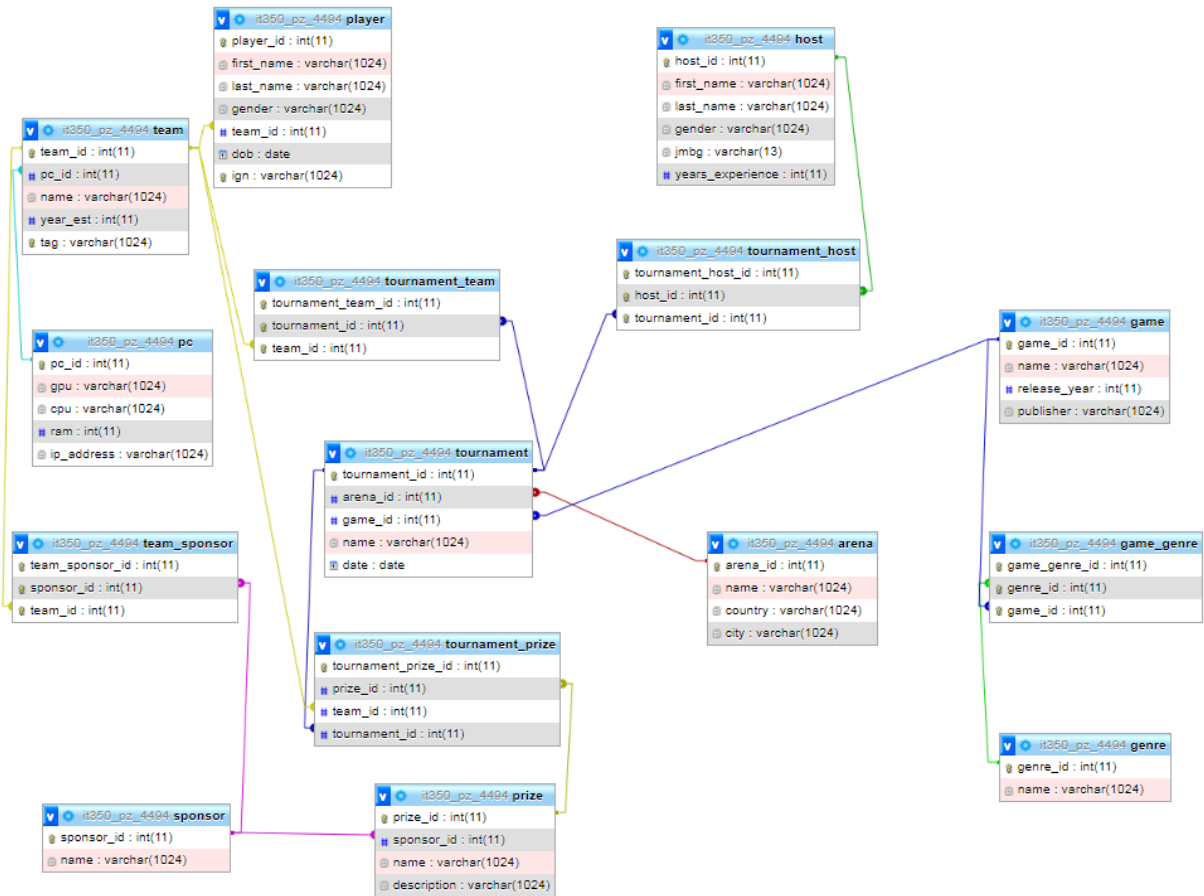 it350_pz_4494 player
player_id : int(11)
first_name : varchar(1024)
last_name : varchar(1024)
gender : varchar(1024)
team_id : int(11)
dob : date
ign : varchar(1024)
it350_pz_4494 host
host_id : int(11)
first_name : varchar(1024)
last_name : varchar(1024)
gender : varchar(1024)
jmbg : varchar(13)
years_experience : int(11)
it350_pz_4494 team
team_id : int(11)
pc_id : int(11)
name : varchar(1024)
year_est : int(11)
tag : varchar(1024)
it350_pz_4494 tournament_team
tournament_team_id : int(11)
tournament_id : int(11)
team_id : int(11)
it350_pz_4494 tournament_host
tournament_host_id : int(11)
host_id : int(11)
tournament_id : int(11)
it350_pz_4494 game
game_id : int(11)
name : varchar(1024)
release_year : int(11)
publisher : varchar(1024)
it350_pz_4494 pc
pc_id : int(11)
gpu : varchar(1024)
cpu : varchar(1024)
ram : int(11)
ip_address : varchar(1024)
it350_pz_4494 tournament
tournament_id : int(11)
arena_id : int(11)
game_id : int(11)
name : varchar(1024)
date : date
it350_pz_4494 team_sponsor
team_sponsor_id : int(11)
sponsor_id : int(11)
team_id : int(11)
it350_pz_4494 arena
arena_id : int(11)
name : varchar(1024)
country : varchar(1024)
city : varchar(1024)
it350_pz_4494 game_genre
game_genre_id : int(11)
genre_id : int(11)
game_id : int(11)
it350_pz_4494 tournament_prize
tournament_prize_id : int(11)
prize_id : int(11)
team_id : int(11)
tournament_id : int(11)
it350_pz_4494 genre
genre_id : int(11)
name : varchar(1024)
it350_pz_4494 sponsor
sponsor_id : int(11)
name : varchar(1024)
it350_pz_4494 prize
prize_id : int(11)
sponsor_id : int(11)
name : varchar(1024)
description : varchar(1024)